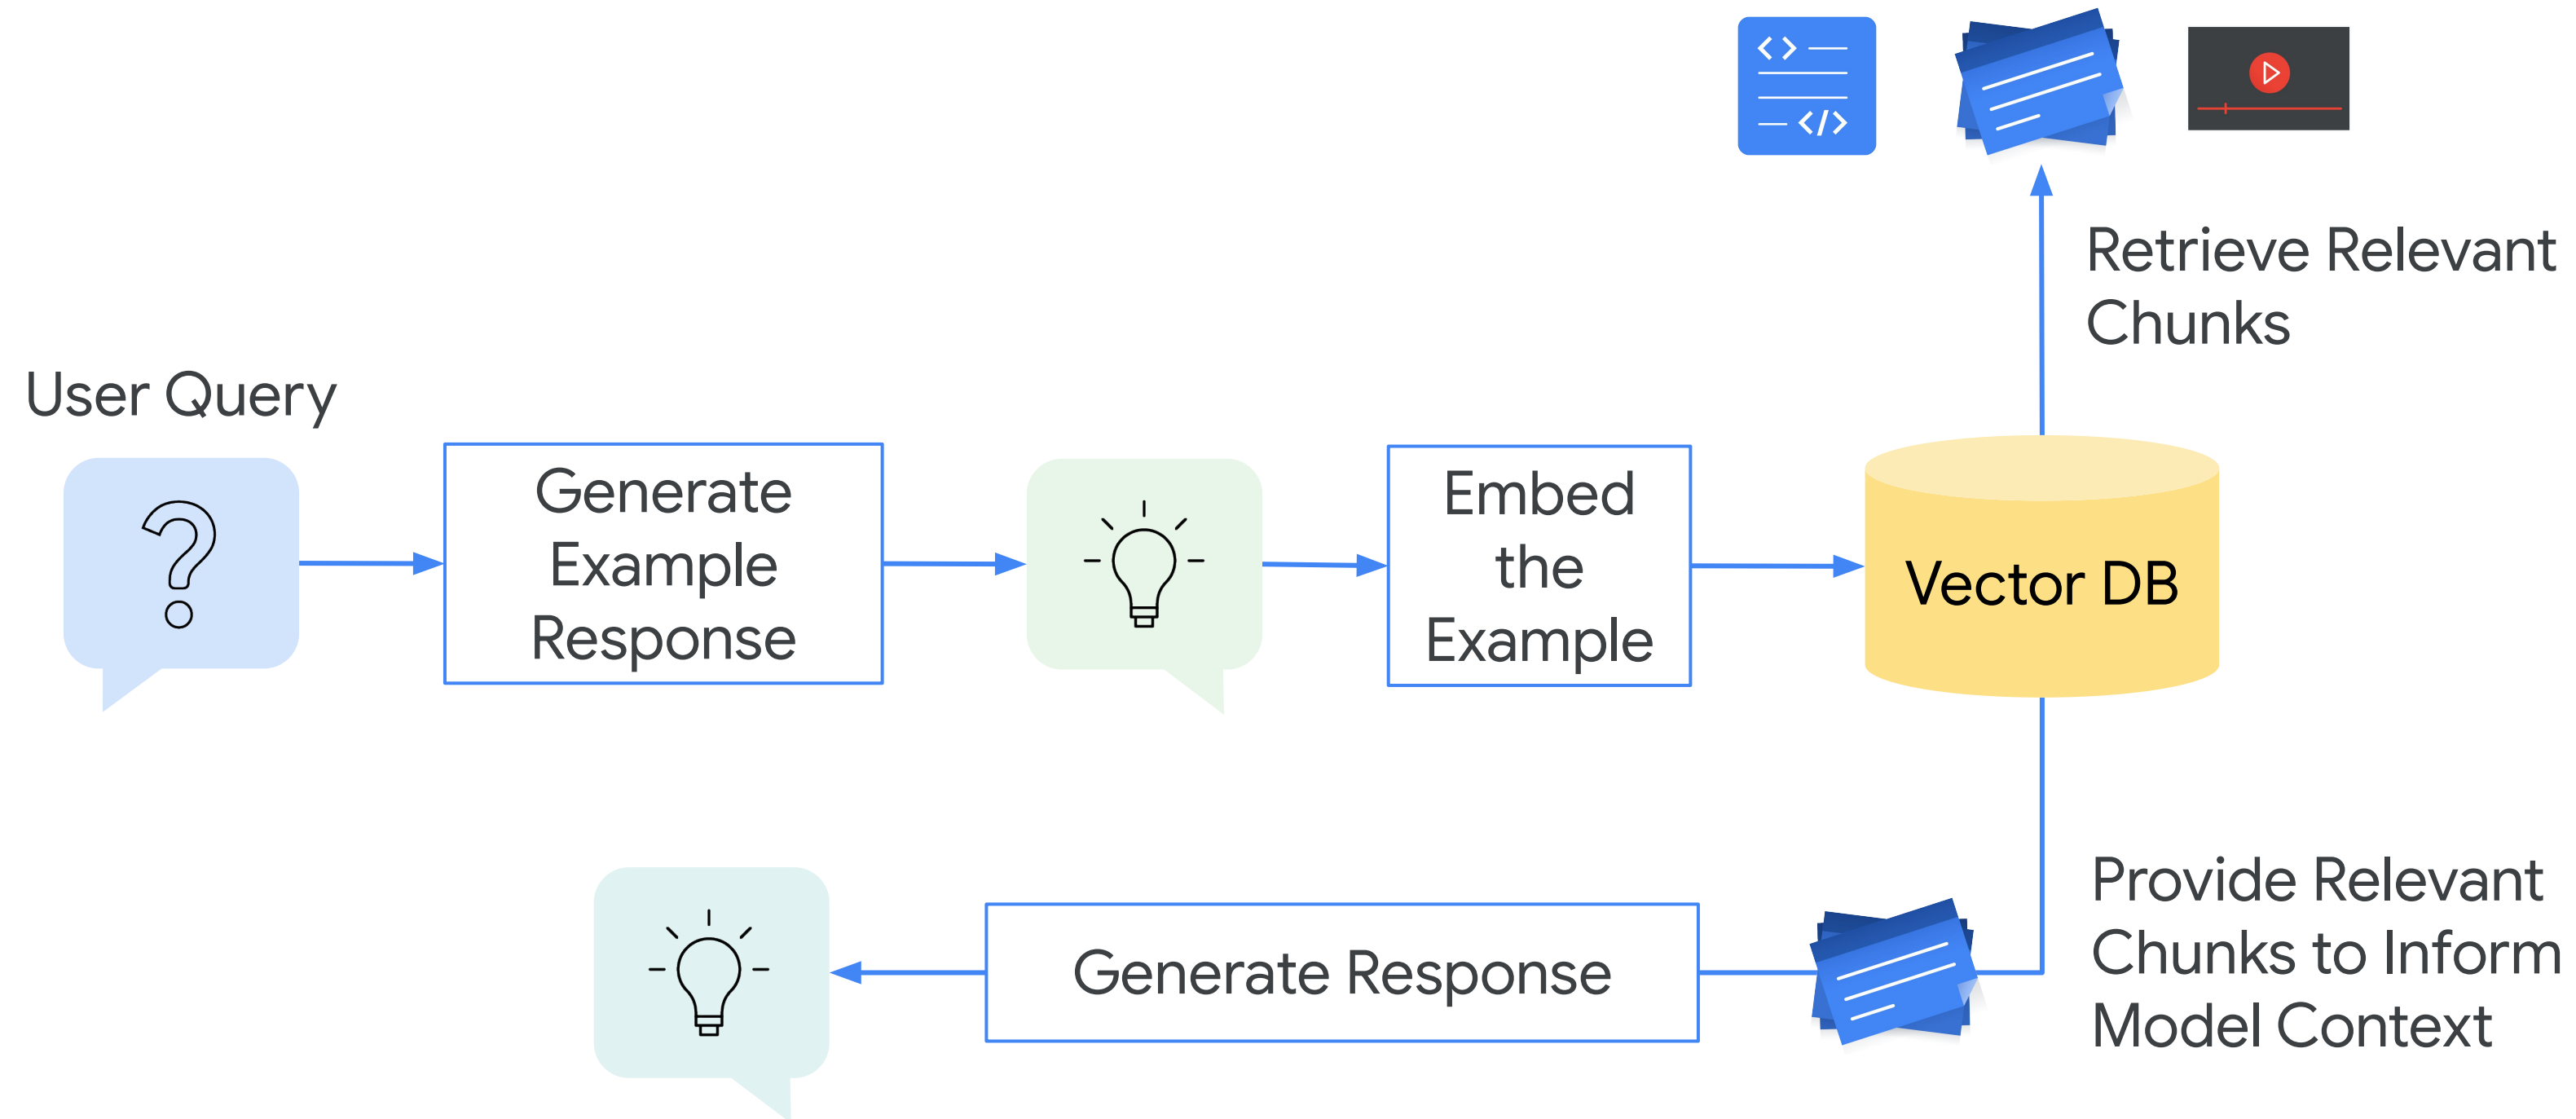 Retrieve Relevant
Chunks
User Query
Generate
Example
Response
Embed
the
Example
Vector DB
Generate Response
Provide Relevant
Chunks to Inform
Model Context